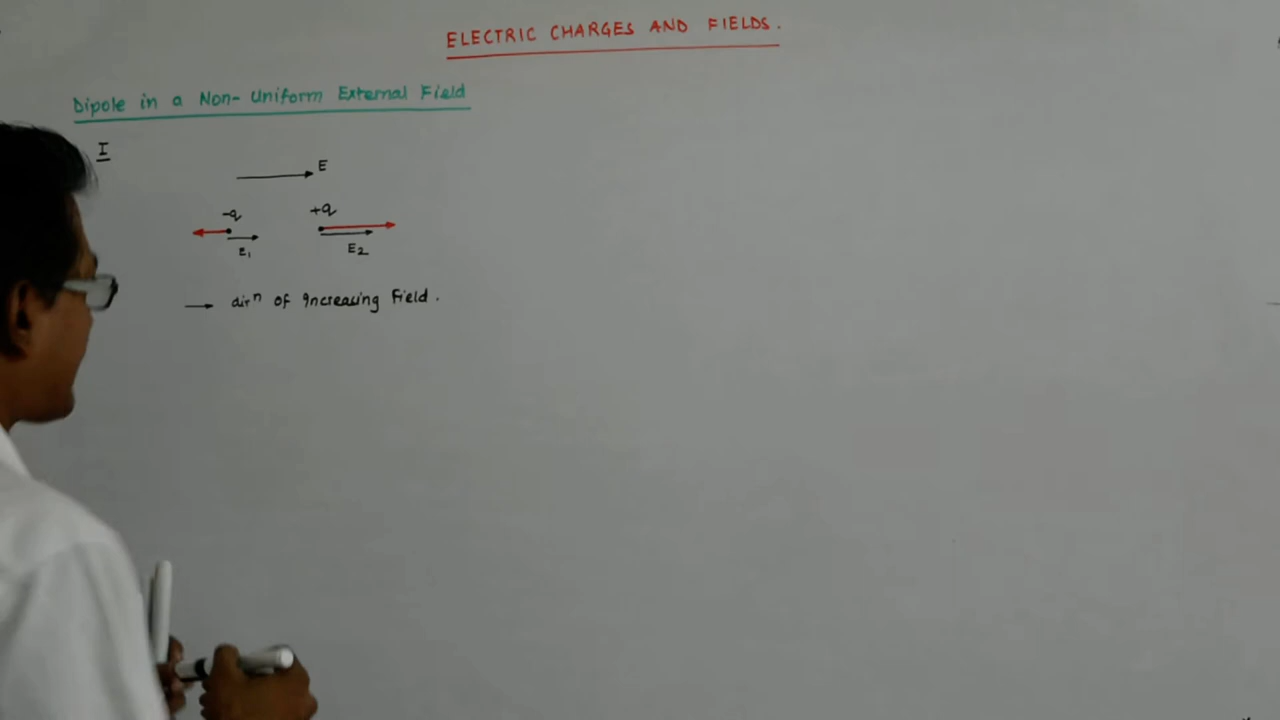 ELECTRIC CHARGES AND FIELDS.
Dipole in a Non-Uniform External Field
I
E
-q +q
E1 E2
→ dirⁿ of increasing Field.